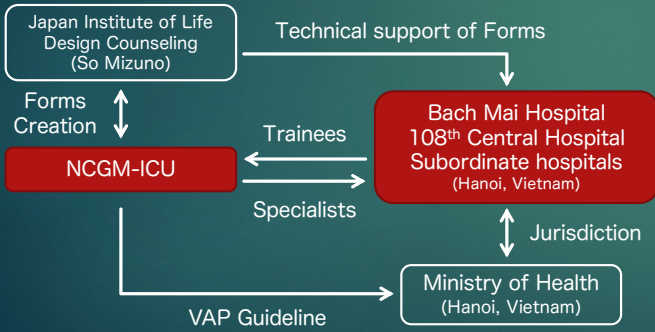 Japan Institute of Life
Design Counseling
(So Mizuno)
Technical support of Forms
Forms
Creation
Bach Mai Hospital
108th Central Hospital
Subordinate hospitals
(Hanoi, Vietnam)
Trainees
NCGM-ICU
Specialists
Jurisdiction
Ministry of Health
(Hanoi, Vietnam)
VAP Guideline